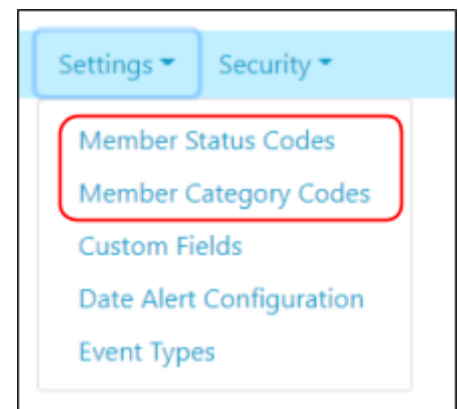 Settings Security
Member Status Codes
Member Category Codes
Custom Fields
Date Alert Configuration
Event Types